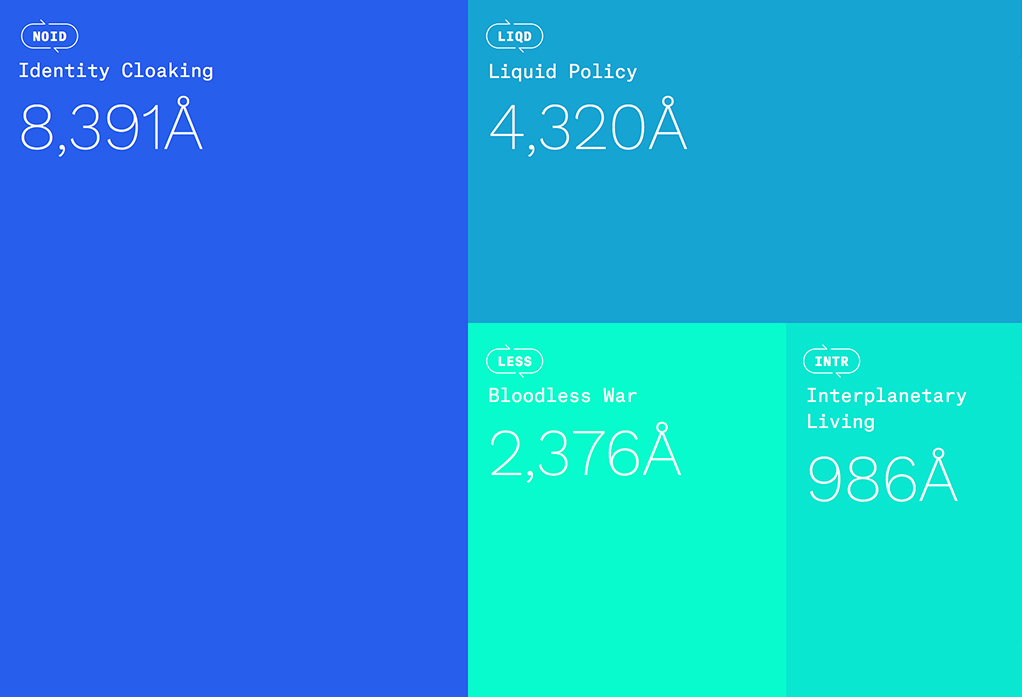 NOID
Identity Cloaking
8,391Å
LIQD
Liquid Policy
4,320Å
LESS
Bloodless War
2,376Å
INTR
Interplanetary
Living
986Å